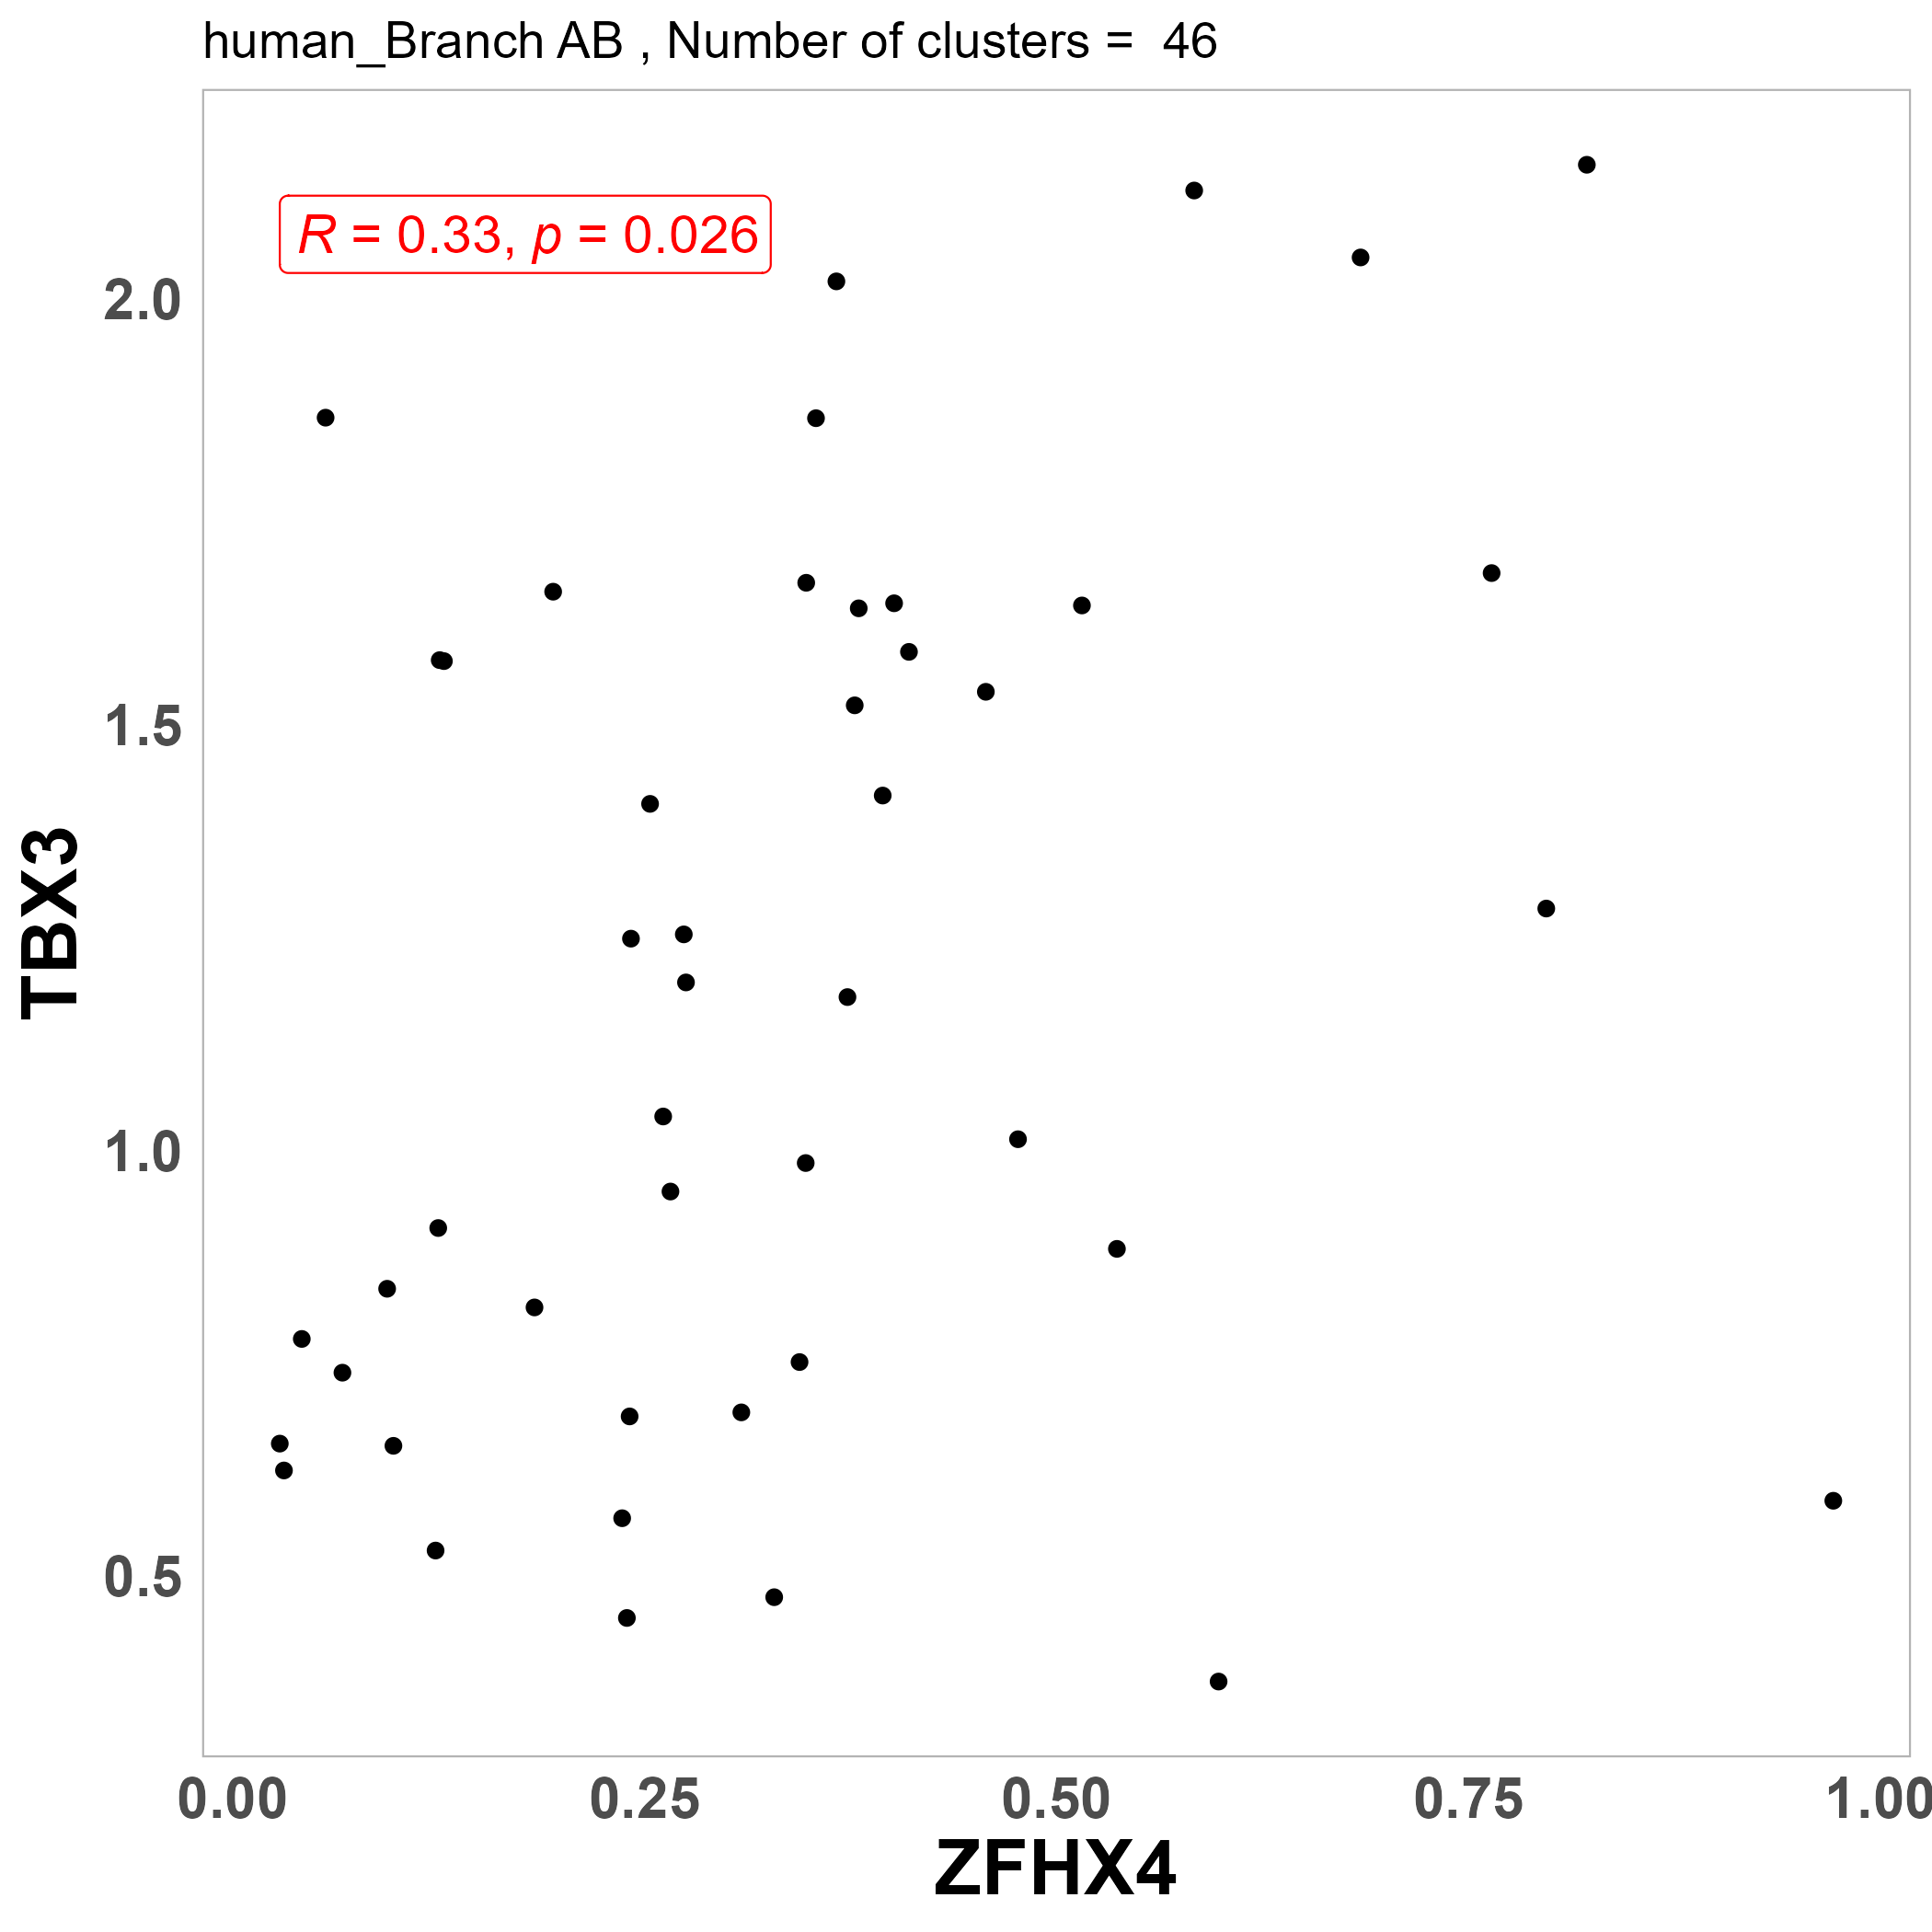 human_Branch AB , Number of clusters =  46
R = 0.33, p = 0.026
2.0
1.5
1.0
0.5
TBX3
0.00 0.25 0.50 0.75 1.00
ZFHX4